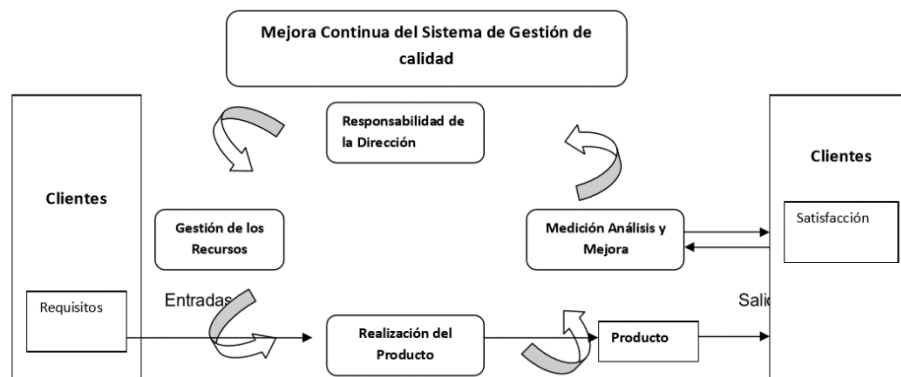 Mejora Continua del Sistema de Gestión de
calidad
Responsabilidad de
la Dirección
Clientes
Clientes
Satisfacción
Gestión de los
Recursos
Medición Análisis y
Mejora
Requisitos
Entradas
Salid
Realización del
Producto
Producto